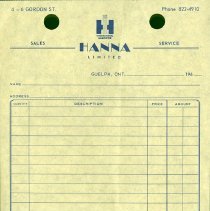 4 - 6 GORDON ST. Phone 822-4910
H
SALES SERVICE
HANNA
LIMITED
GUELPH, ONT. 196
NAME
ADDRESS
QUANTITY DESCRIPTION PRICE AMOUNT